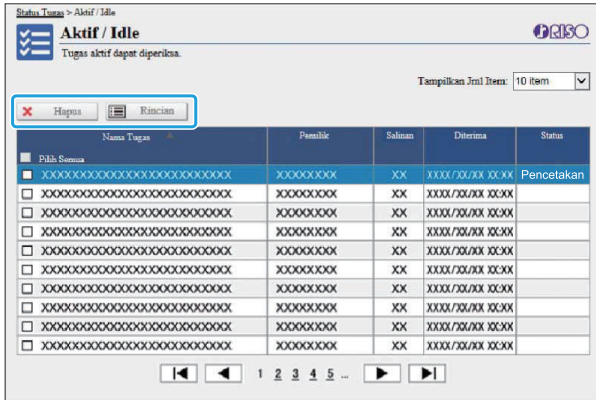 Status Tugas > Aktif / Idle
Aktif / Idle
RISO
Tugas aktif dapat diperiksa.
Tampilkan Jml Item: 10 item
Hapus Rincian
Nama Tugas Pemilik Salinan Diterima Status
Pilih Semua
XXXXXXXXXXXXXXXXXXXXXXXXXX XXXXXXXX XX XXXX/XX/XX XX:XX Pencetakan
XXXXXXXXXXXXXXXXXXXXXXXXXX XXXXXXXX XX XXXX/XX/XX XX:XX
XXXXXXXXXXXXXXXXXXXXXXXXXX XXXXXXXX XX XXXX/XX/XX XX:XX
XXXXXXXXXXXXXXXXXXXXXXXXXX XXXXXXXX XX XXXX/XX/XX XX:XX
XXXXXXXXXXXXXXXXXXXXXXXXXX XXXXXXXX XX XXXX/XX/XX XX:XX
XXXXXXXXXXXXXXXXXXXXXXXXXX XXXXXXXX XX XXXX/XX/XX XX:XX
XXXXXXXXXXXXXXXXXXXXXXXXXX XXXXXXXX XX XXXX/XX/XX XX:XX
XXXXXXXXXXXXXXXXXXXXXXXXXX XXXXXXXX XX XXXX/XX/XX XX:XX
XXXXXXXXXXXXXXXXXXXXXXXXXX XXXXXXXX XX XXXX/XX/XX XX:XX
XXXXXXXXXXXXXXXXXXXXXXXXXX XXXXXXXX XX XXXX/XX/XX XX:XX
1 2 3 4 5 ...